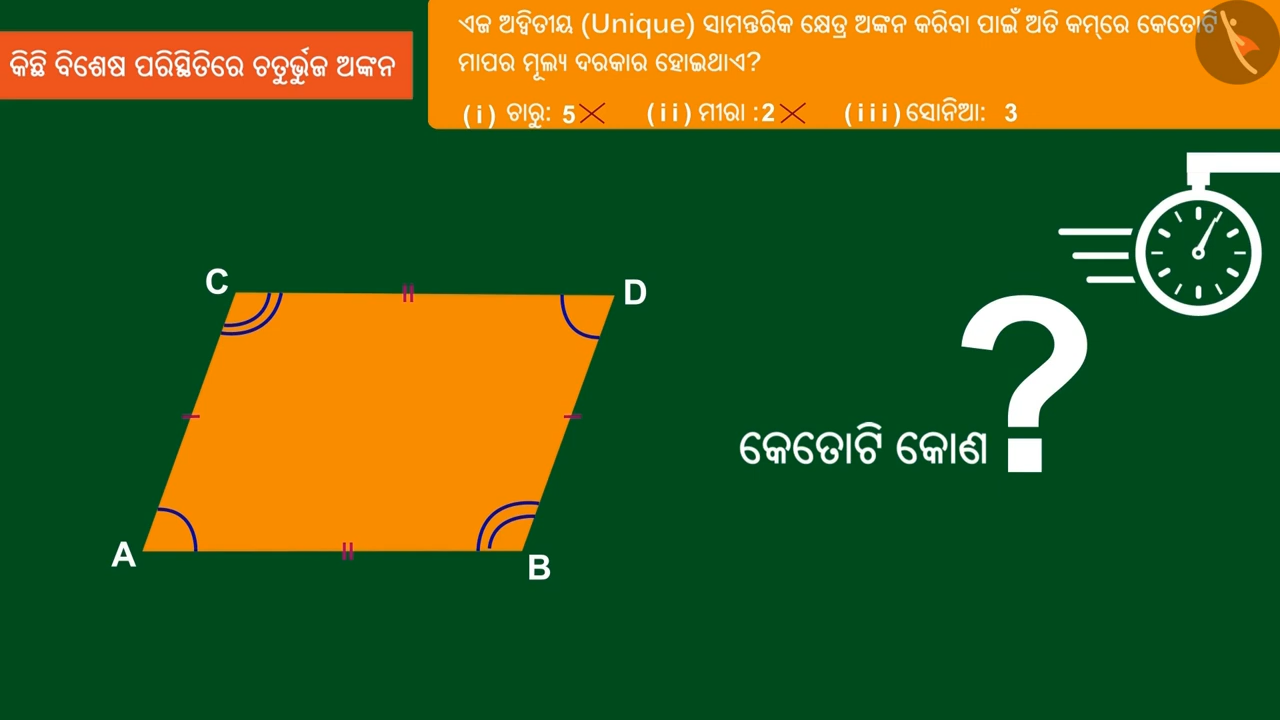 କିଛି ବିଶେଷ ପରିସ୍ଥିତିରେ ଚତୁର୍ଭୁଜ ଅଙ୍କନ
ଏଜ ଅଦ୍ୱିତୀୟ (Unique) ସାମନ୍ତରିକ କ୍ଷେତ୍ର ଅଙ୍କନ କରିବା ପାଇଁ ଅତି କମ୍‌ରେ କେତୋଟି
ମାପର ମୂଲ୍ୟ ଦରକାର ହୋଇଥାଏ?
(i) ଚାରୁ: 5 (ii) ମୀରା :2 (iii) ସୋନିଆ: 3
C
D
A
B
କେତୋଟି କୋଣ ?